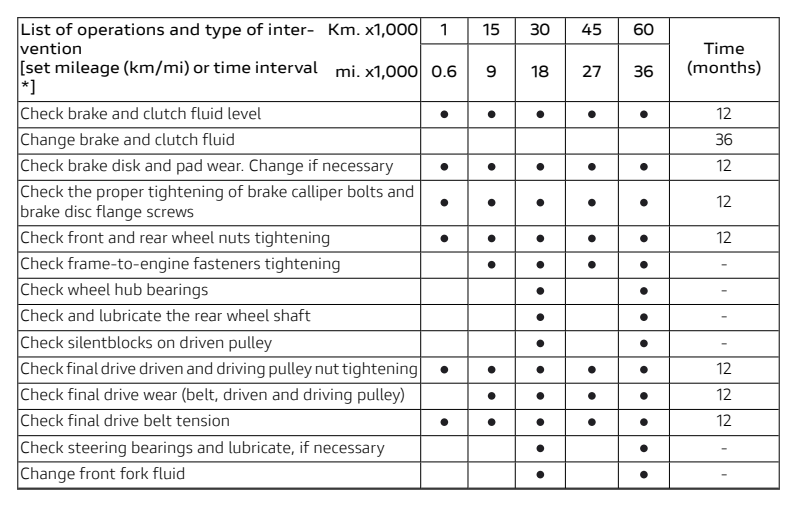 List of operations and type of inter- Km. x1,000 1 15 30 45 60 Time (months)
vention
[set mileage (km/mi) or time interval mi. x1,000 0.6 9 18 27 36
*]
Check brake and clutch fluid level ● ● ● ● ● 12
Change brake and clutch fluid 36
Check brake disk and pad wear. Change if necessary ● ● ● ● ● 12
Check the proper tightening of brake calliper bolts and
brake disc flange screws ● ● ● ● ● 12
Check front and rear wheel nuts tightening ● ● ● ● ● 12
Check frame-to-engine fasteners tightening ● ● ● ● -
Check wheel hub bearings ● ● -
Check and lubricate the rear wheel shaft ● ● -
Check silentblocks on driven pulley ● ● -
Check final drive driven and driving pulley nut tightening ● ● ● ● ● 12
Check final drive wear (belt, driven and driving pulley) ● ● ● ● 12
Check final drive belt tension ● ● ● ● ● 12
Check steering bearings and lubricate, if necessary ● ● -
Change front fork fluid ● ● -